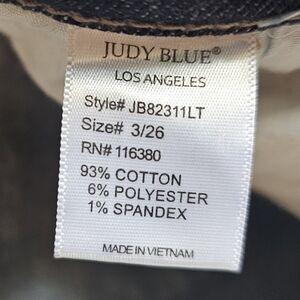 JUDY BLUE®
LOS ANGELES
Style# JB82311LT
Size# 3/26
RN# 116380
93% COTTON
6% POLYESTER
1% SPANDEX
MADE IN VIETNAM